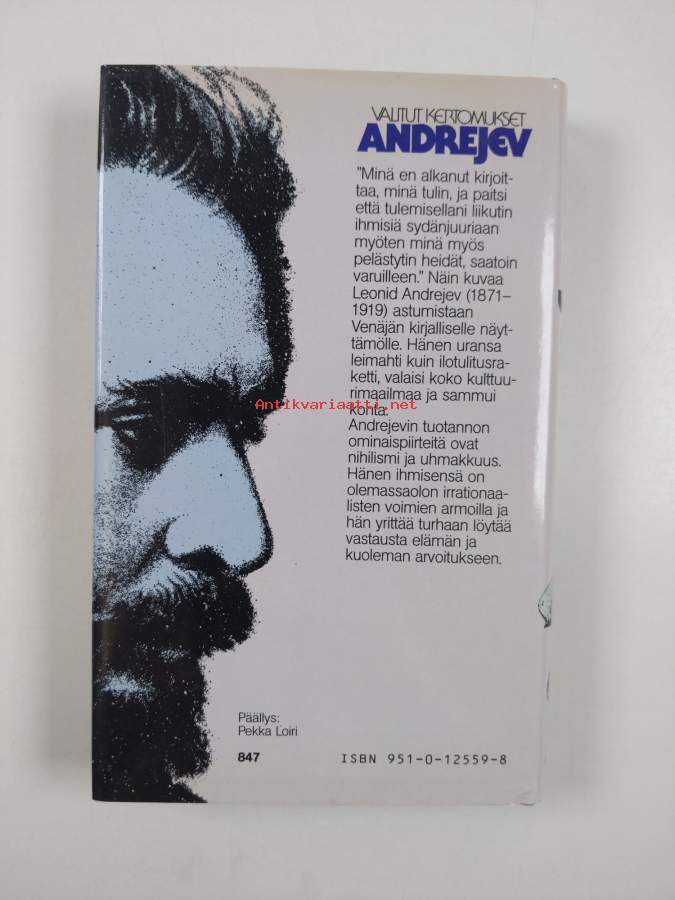 VALITUT KERTOMUKSET
ANDREJEV
"Minä en alkanut kirjoit-
taa, minä tulin, ja paitsi
että tulemisellani liikutin
ihmisiä sydänjuuriaan
myöten minä myös
pelästytin heidät, saatoin
varuilleen." Näin kuvaa
Leonid Andrejev (1871–
1919) astumistaan
Venäjän kirjalliselle näyt-
tämölle. Hänen uransa
leimahti kuin ilotulitusra-
ketti, valaisi koko kulttuu-
rimaailmaa ja sammui
kohta.
Antikvariaatti.net
Andrejevin tuotannon
ominaispiirteitä ovat
nihilismi ja uhmakkuus.
Hänen ihmisensä on
olemassaolon irrationaa-
listen voimien armoilla ja
hän yrittää turhaan löytää
vastausta elämän ja
kuoleman arvoitukseen.
Päällys:
Pekka Loiri
847
ISBN 951-0-12559-8